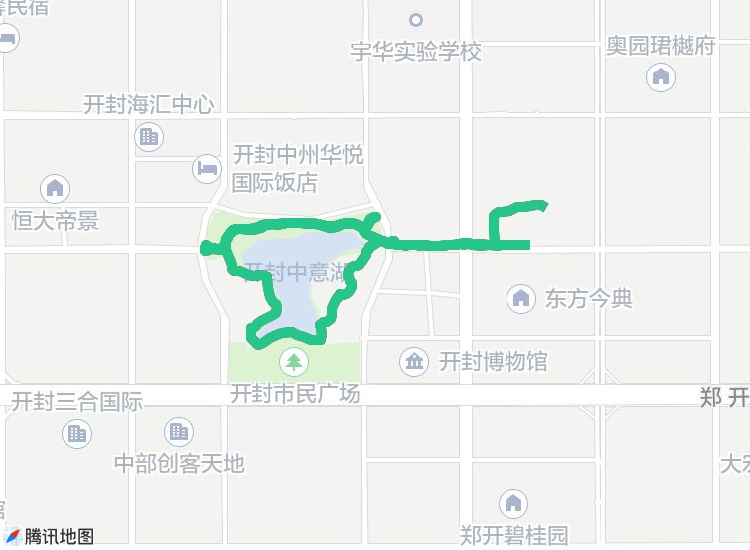 民宿
宇华实验学校
奥园珺樾府
开封海汇中心
开封中州华悦
国际饭店
恒大帝景
开封中意湖
东方今典
开封博物馆
开封市民广场
开封三合国际
郑 开
中部创客天地
大宏
郑开碧桂园
腾讯地图